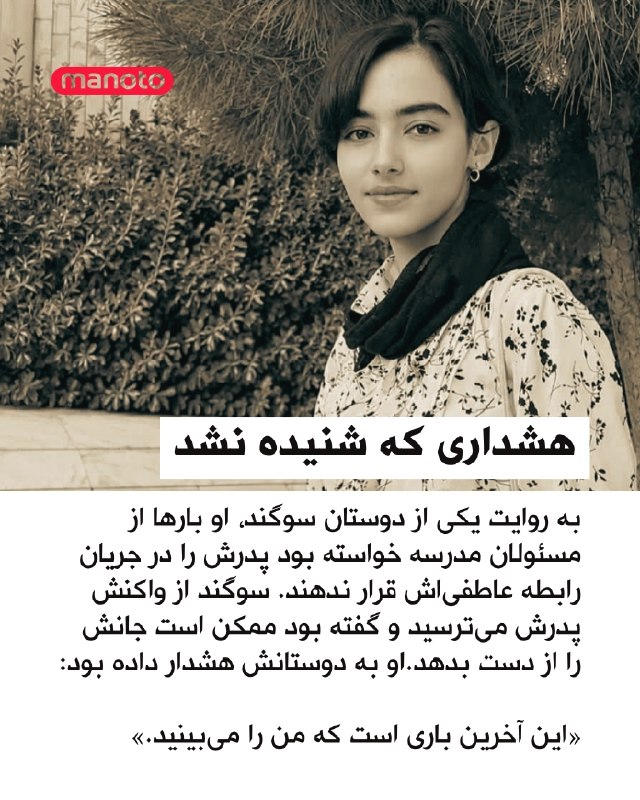 manoto
هشداری که شنیده نشد
به روایت یکی از دوستان سوگند، او بارها از
مسئولان مدرسه خواسته بود پدرش را در جریان
رابطه عاطفی‌اش قرار ندهند. سوگند از واکنش
پدرش می‌ترسید و گفته بود ممکن است جانش
را از دست بدهد.او به دوستانش هشدار داده بود:
«این آخرین باری است که من را می‌بینید.»